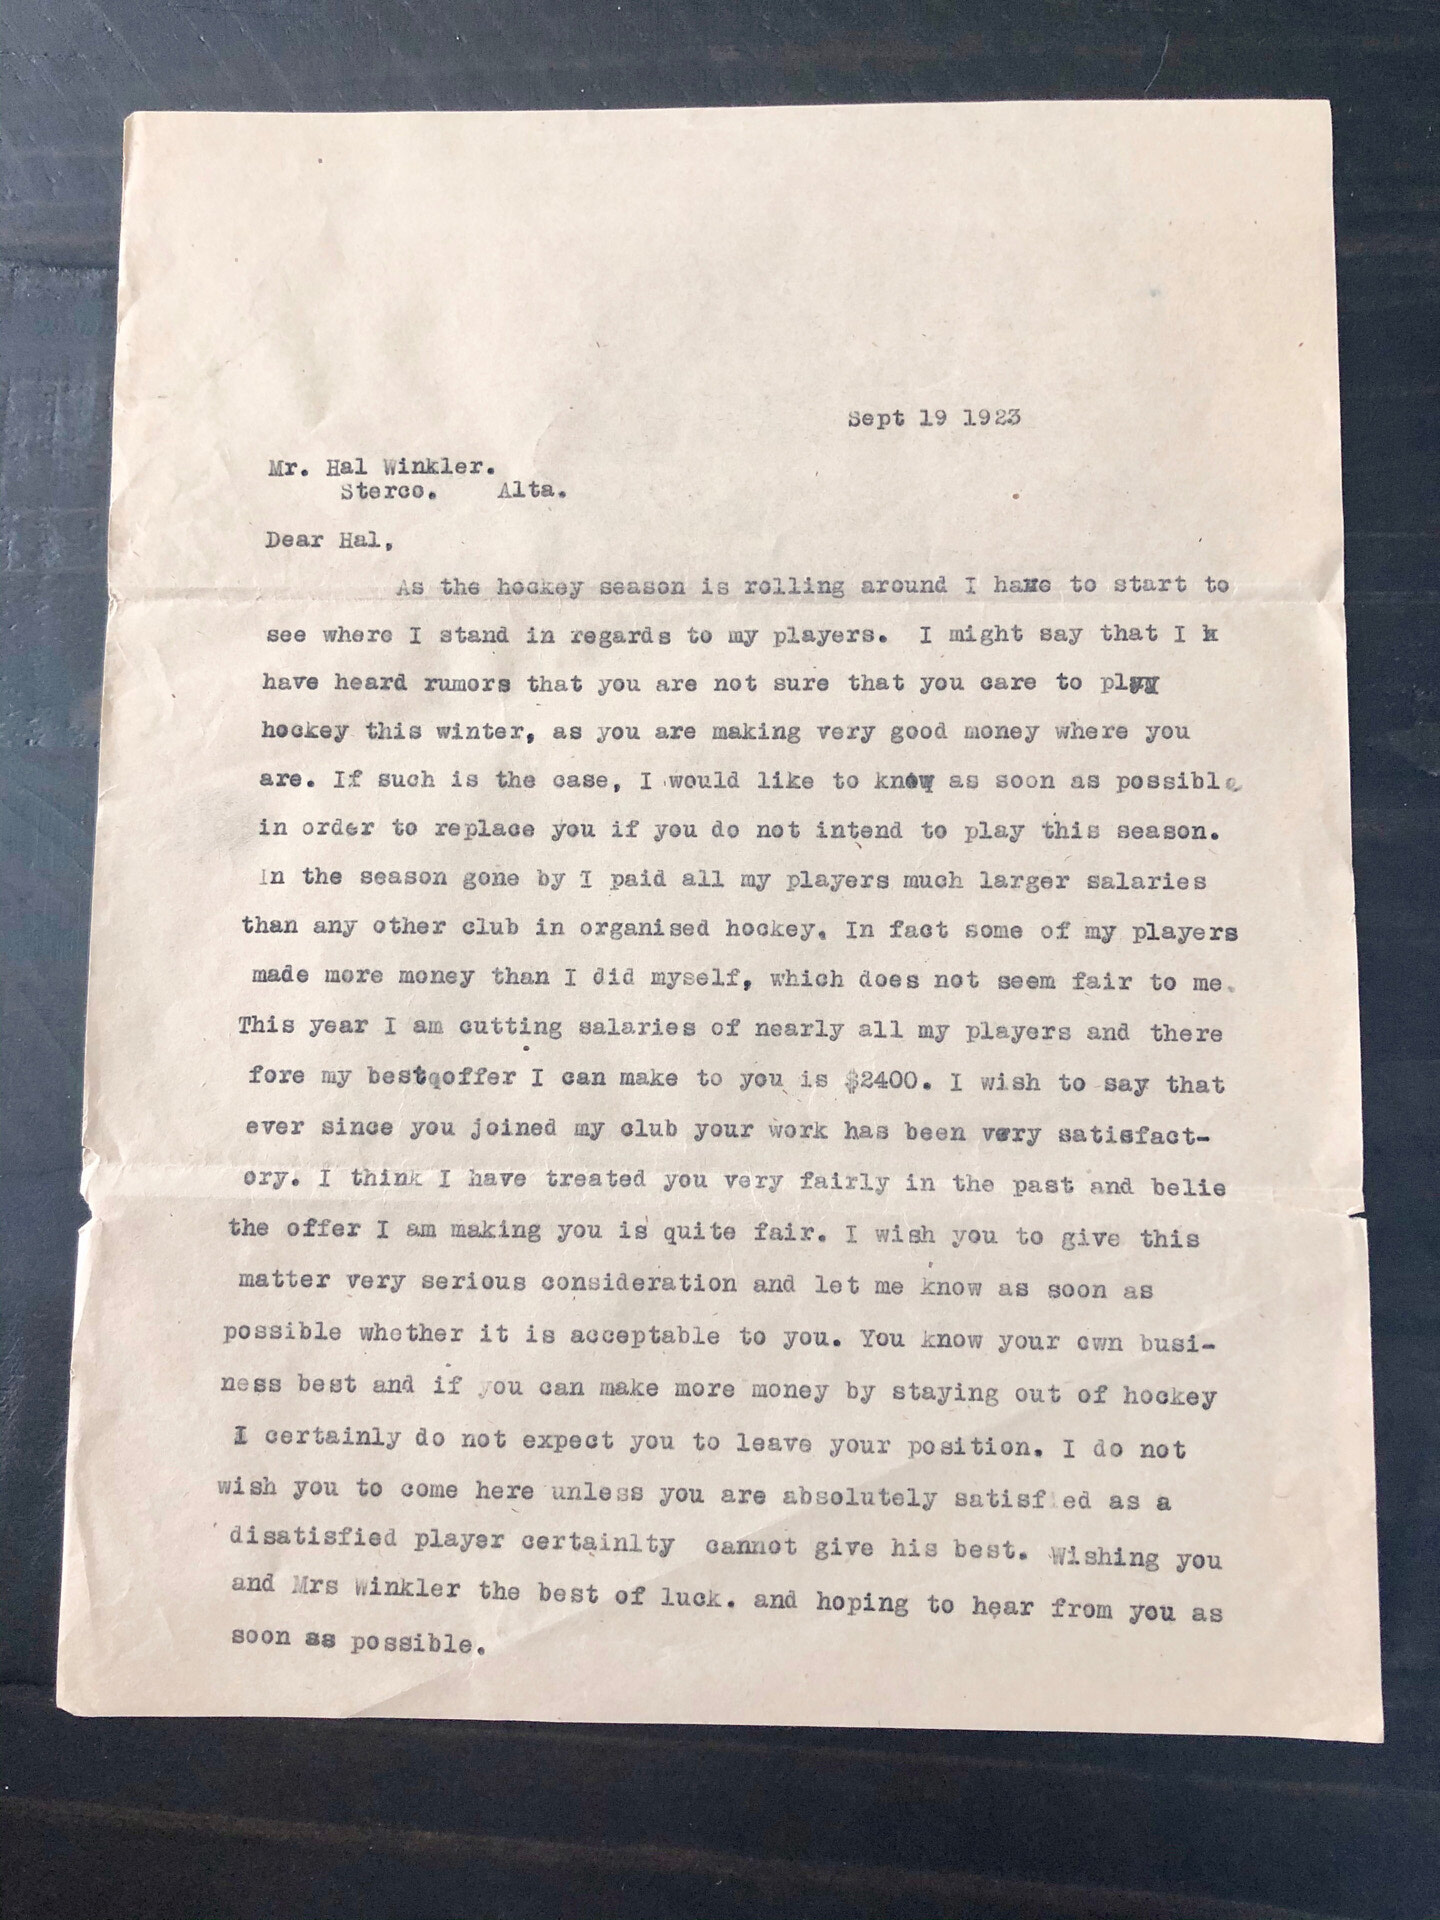 Sept 19 1923
Mr. Hal Winkler.
Sterco. Alta.
Dear Hal,
As the hockey season is rolling around I have to start to
see where I stand in regards to my players. I might say that I h
have heard rumors that you are not sure that you care to play
hockey this winter, as you are making very good money where you
are. If such is the case, I would like to know as soon as possible
in order to replace you if you do not intend to play this season.
In the season gone by I paid all my players much larger salaries
than any other club in organised hockey. In fact some of my players
made more money than I did myself, which does not seem fair to me.
This year I am cutting salaries of nearly all my players and there
fore my bestqoffer I can make to you is $2400. I wish to say that
ever since you joined my club your work has been very satisfact-
ory. I think I have treated you very fairly in the past and belie
the offer I am making you is quite fair. I wish you to give this
matter very serious consideration and let me know as soon as
possible whether it is acceptable to you. You know your own busi-
ness best and if you can make more money by staying out of hockey
I certainly do not expect you to leave your position. I do not
wish you to come here unless you are absolutely satisfied as a
disatisfied player certainlty cannot give his best. Wishing you
and Mrs Winkler the best of luck. and hoping to hear from you as
soon as possible.